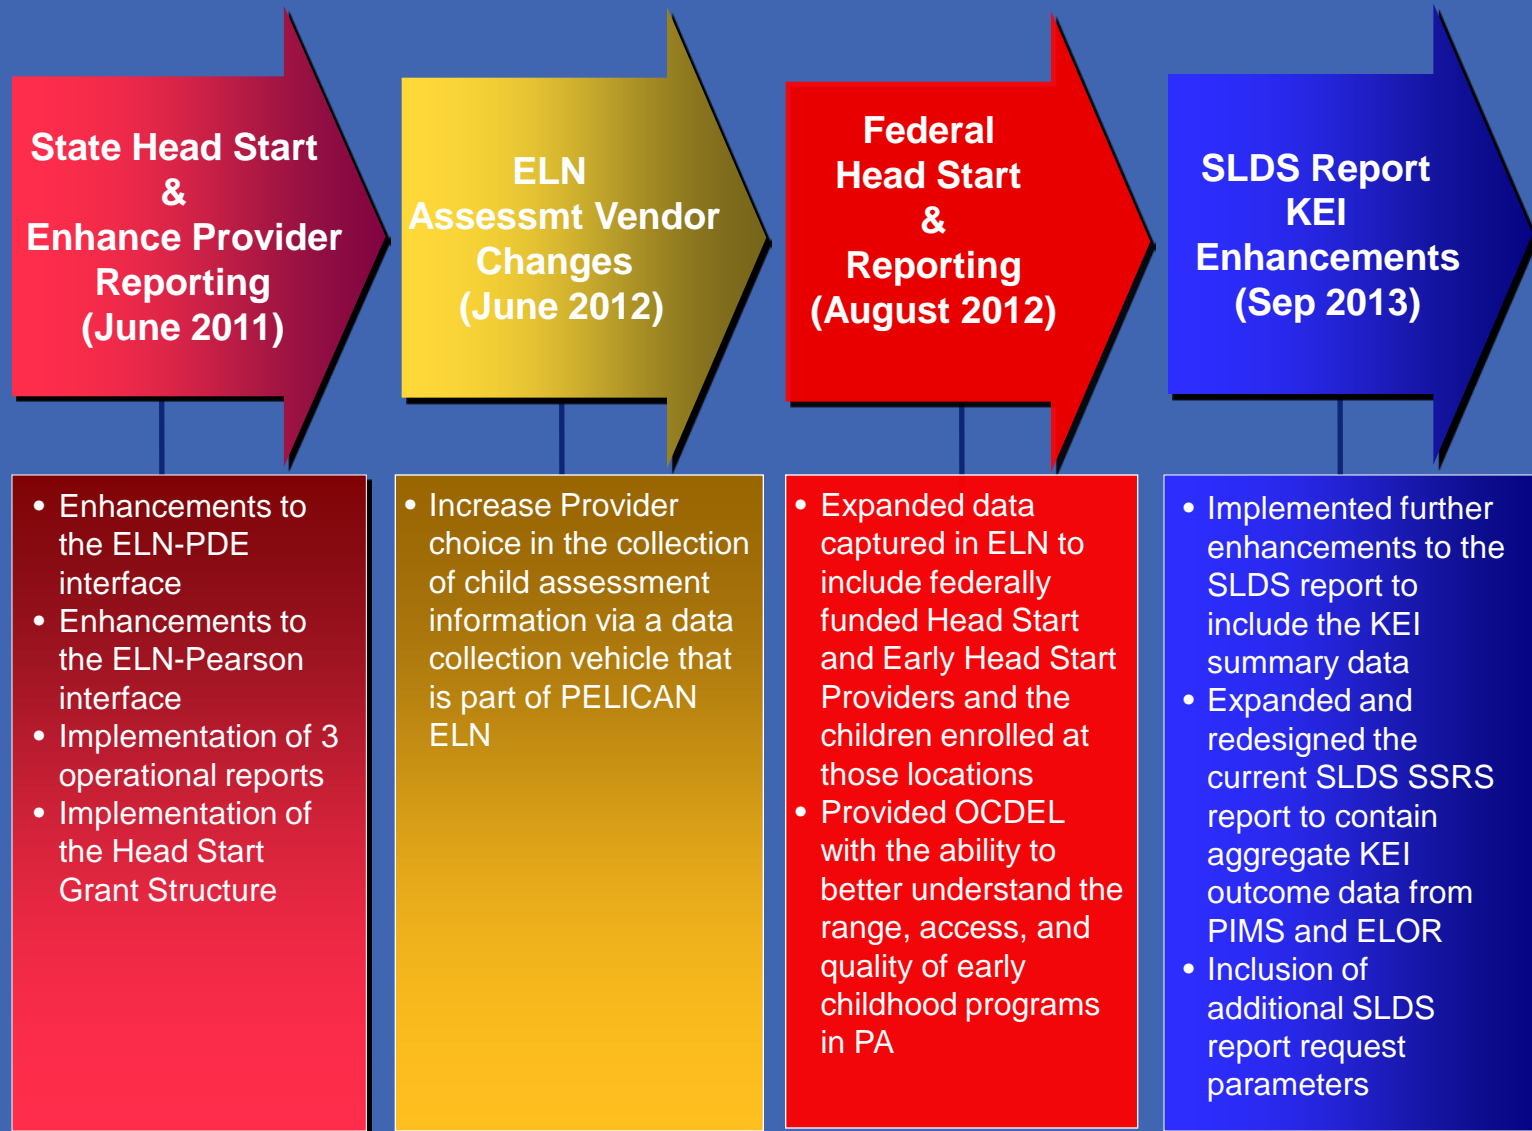 State Head Start
&
Enhance Provider
Reporting
(June 2011)
• Enhancements to
the ELN-PDE
interface
• Enhancements to
the ELN-Pearson
interface
• Implementation of 3
operational reports
• Implementation of
the Head Start
Grant Structure
ELN
Assessmt Vendor
Changes
(June 2012)
• Increase Provider
choice in the collection
of child assessment
information via a data
collection vehicle that
is part of PELICAN
ELN
Federal
Head Start
&
Reporting
(August 2012)
• Expanded data
captured in ELN to
include federally
funded Head Start
and Early Head Start
Providers and the
children enrolled at
those locations
• Provided OCDEL
with the ability to
better understand the
range, access, and
quality of early
childhood programs
in PA
SLDS Report
KEI
Enhancements
(Sep 2013)
• Implemented further
enhancements to the
SLDS report to
include the KEI
summary data
• Expanded and
redesigned the
current SLDS SSRS
report to contain
aggregate KEI
outcome data from
PIMS and ELOR
• Inclusion of
additional SLDS
report request
parameters